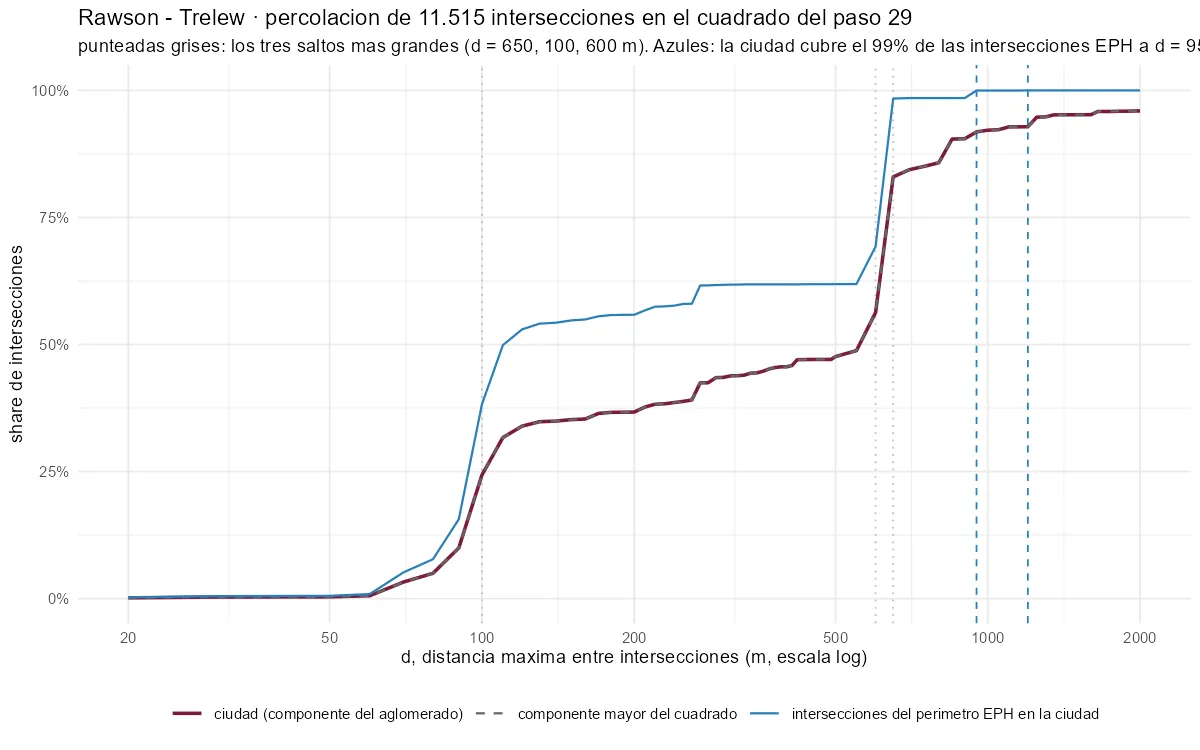 Rawson - Trelew · percolacion de 11.515 intersecciones en el cuadrado del paso 29
punteadas grises: los tres saltos mas grandes (d = 650, 100, 600 m). Azules: la ciudad cubre el 99% de las intersecciones EPH a d = 95
100%
75%
50%
25%
0%
share de intersecciones
20 50 100 200 500 1000 2000
d, distancia maxima entre intersecciones (m, escala log)
ciudad (componente del aglomerado) componente mayor del cuadrado intersecciones del perimetro EPH en la ciudad